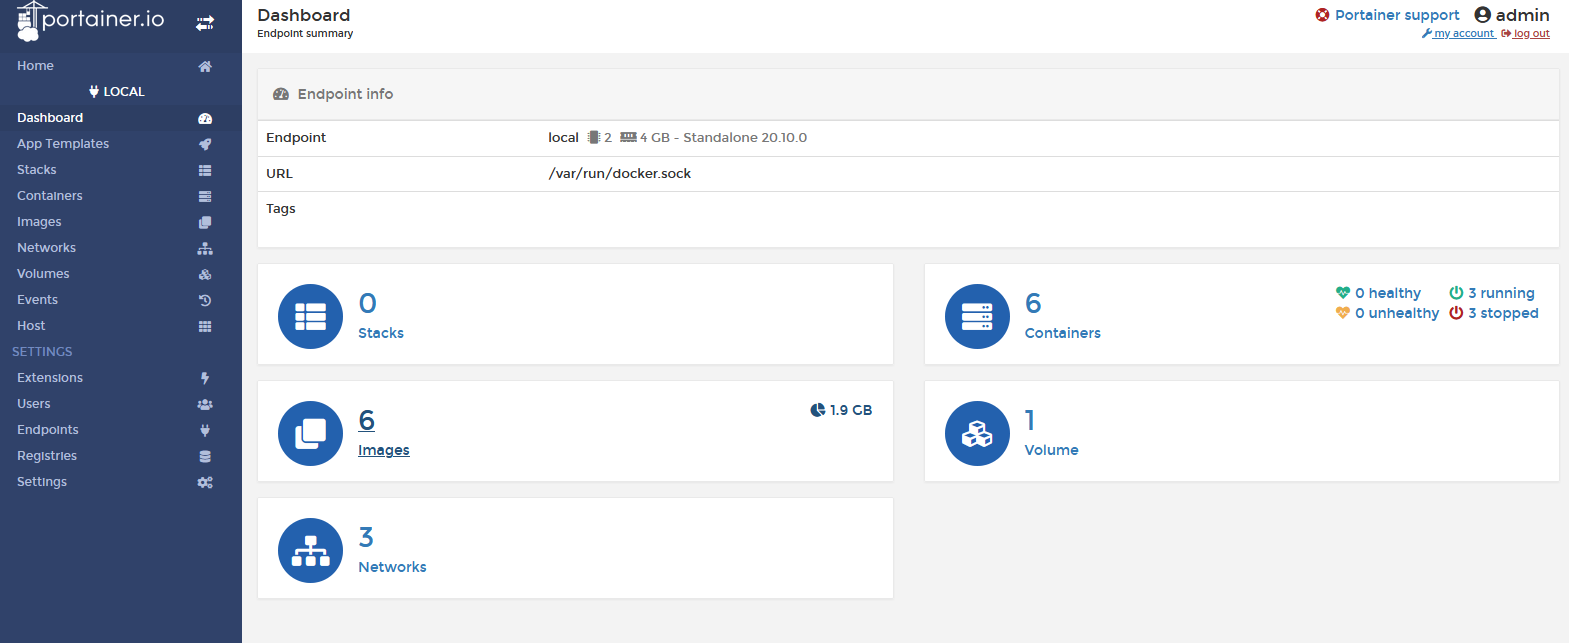 portainer.io
Home
LOCAL
Dashboard
App Templates
Stacks
Containers
Images
Networks
Volumes
Events
Host
SETTINGS
Extensions
Users
Endpoints
Registries
Settings
Dashboard
Endpoint summary
Portainer support admin
my account log out
Endpoint info
Endpoint local 2 4 GB - Standalone 20.10.0
URL /var/run/docker.sock
Tags
0
Stacks
6
Containers
0 healthy 3 running
0 unhealthy 3 stopped
6
Images
1.9 GB
1
Volume
3
Networks